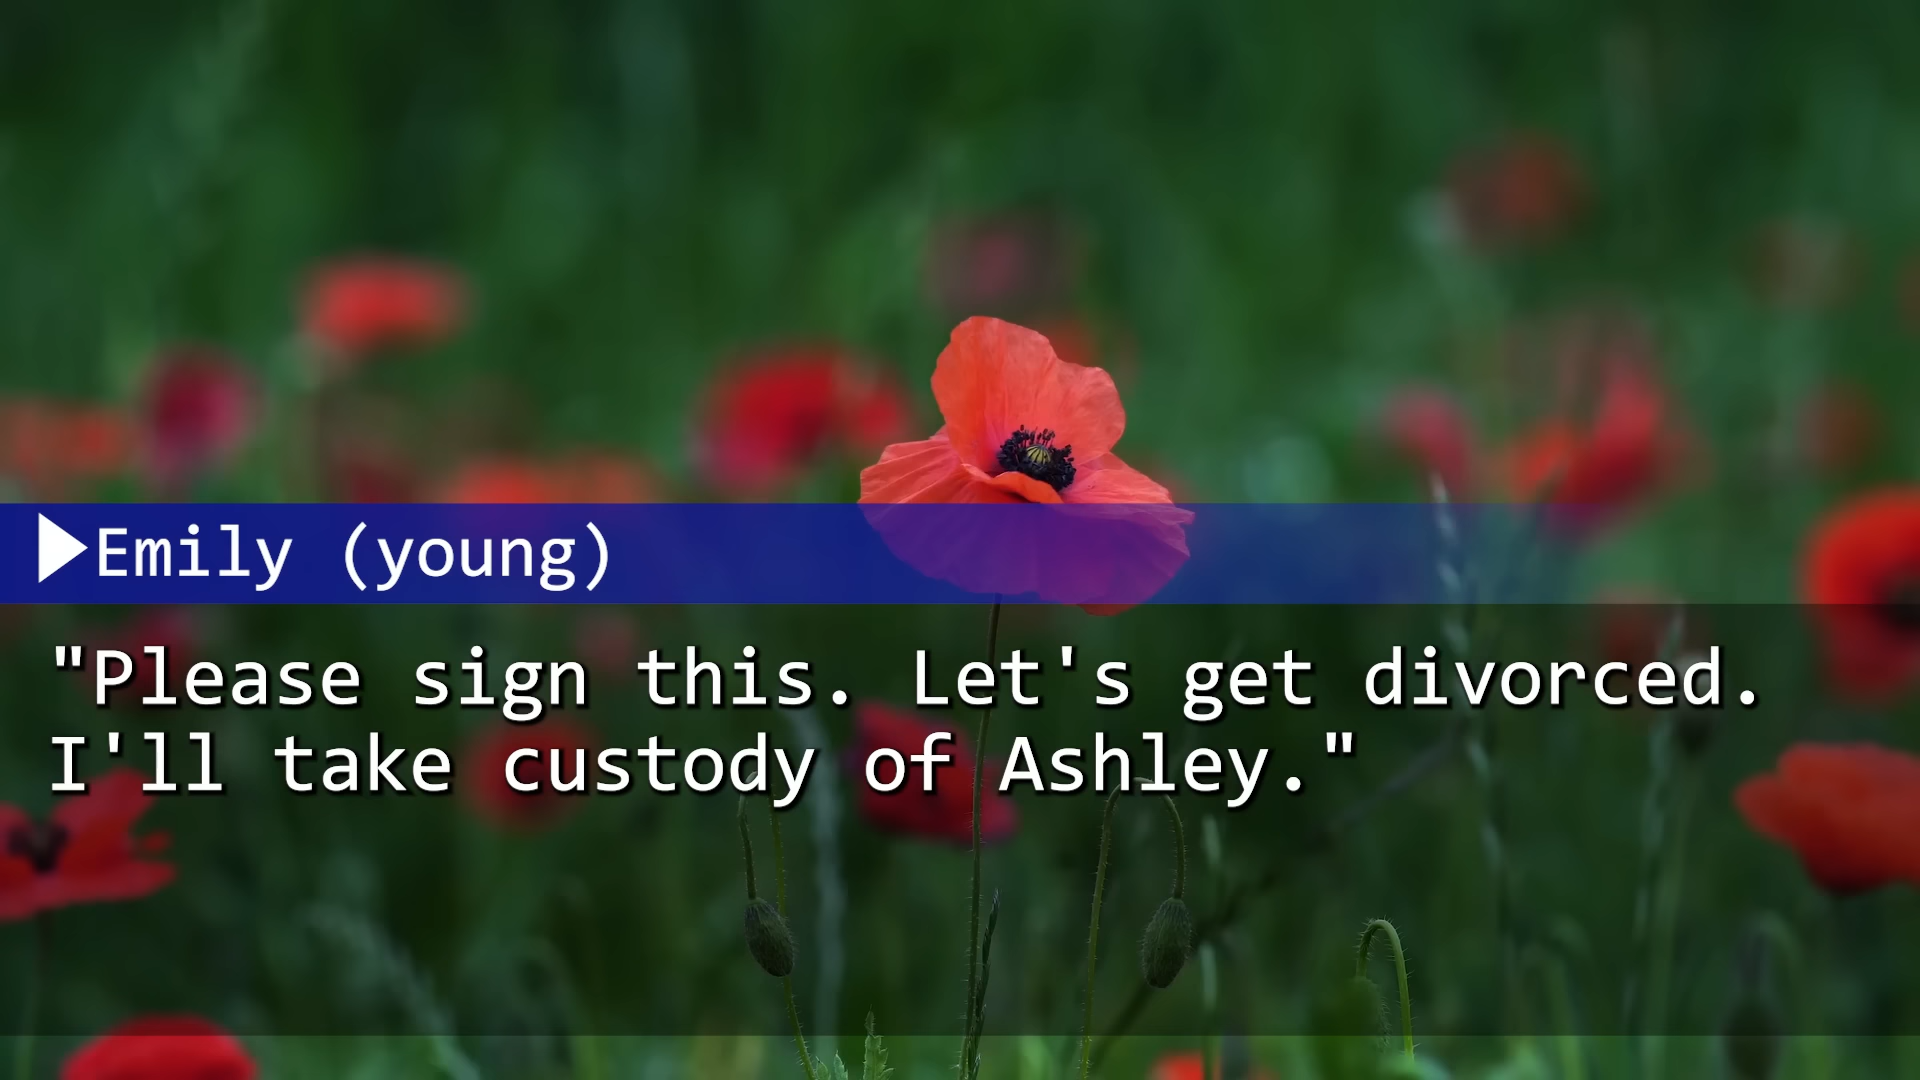 Emily (young)
"Please sign this. Let's get divorced.
I'll take custody of Ashley."